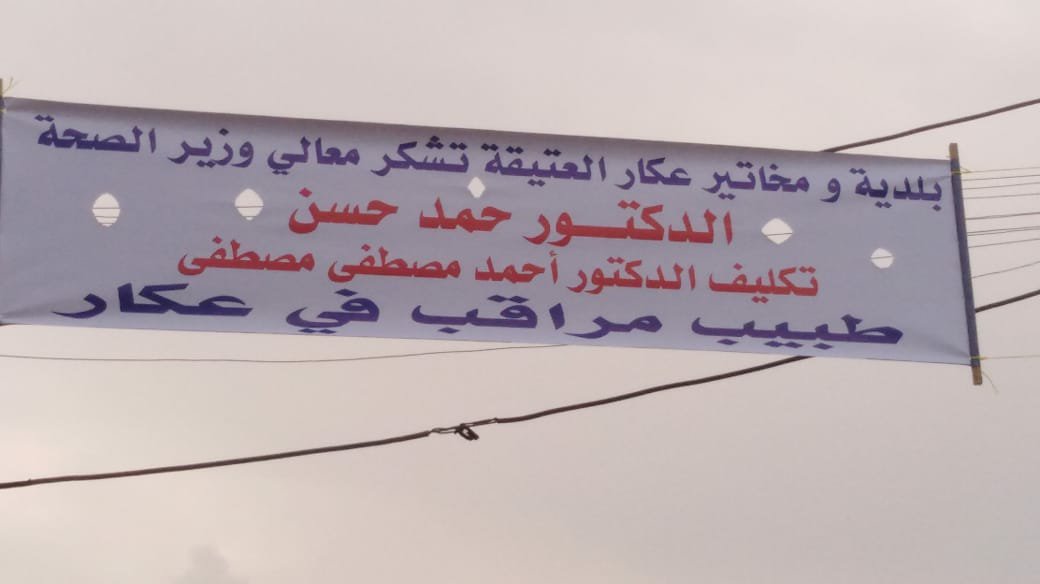 بلدية و مخاتير عكار العتيقة تشكر معالي وزير الصحة
الدكتـــور حمد حسن
تكليف الدكتور أحمد مصطفى مصطفى
طبيب مراقب في عكار